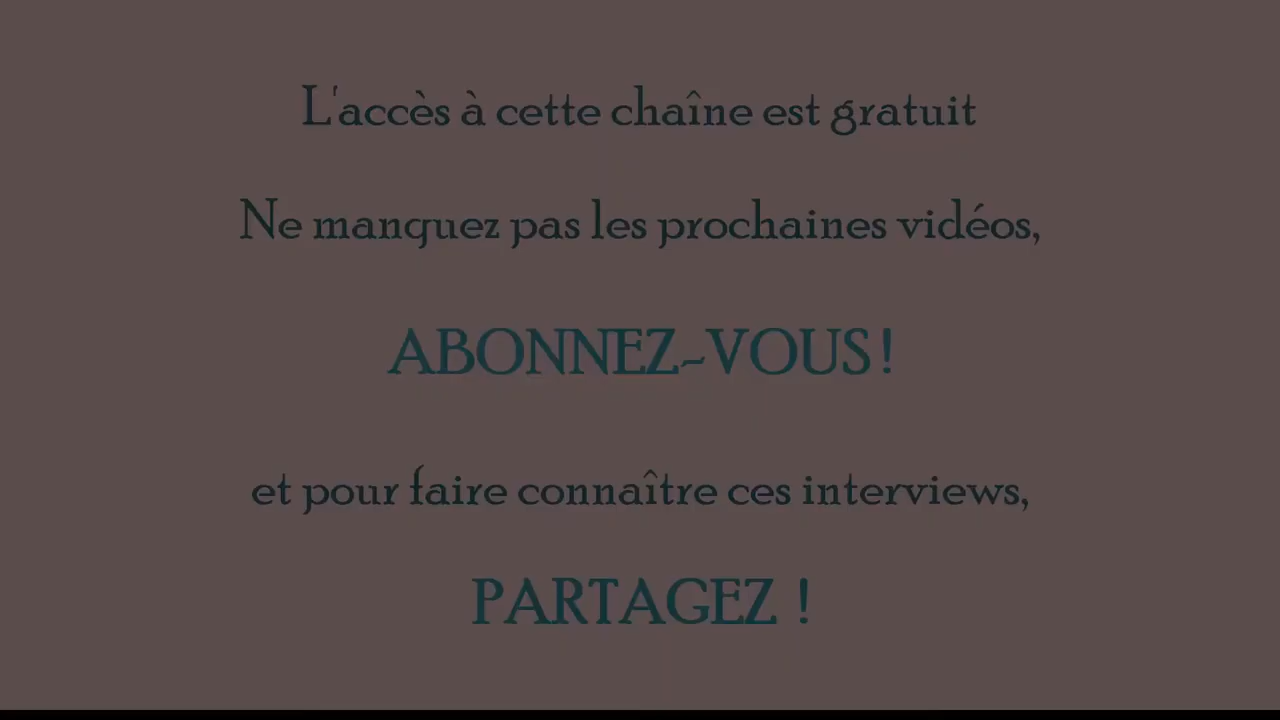 L'accès à cette chaîne est gratuit
Ne manquez pas les prochaines vidéos,
ABONNEZ-VOUS !
et pour faire connaître ces interviews,
PARTAGEZ !